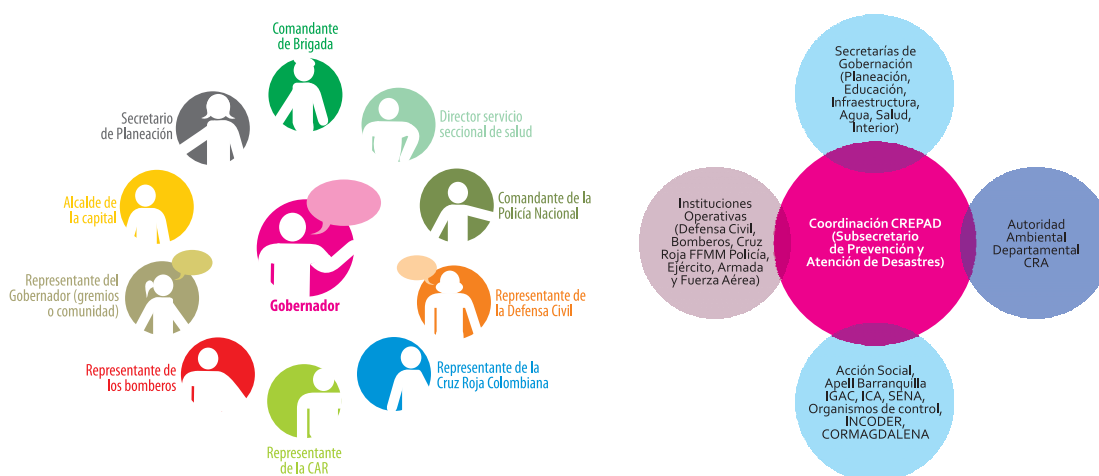 Comandante
de Brigada
Secretario
de Planeación
Director servicio
seccional de salud
Alcalde de
la capital
Comandante de la
Policía Nacional
Representante del
Gobernador (gremios
o comunidad)
Gobernador
Representante de
la Defensa Civil
Representante de
los bomberos
Representante de la
Cruz Roja Colombiana
Representante
de la CAR
Secretarías de
Gobernación
(Planeación,
Educación,
Infraestructura,
Agua, Salud,
Interior)
Instituciones
Operativas
(Defensa Civil,
Bomberos, Cruz
Roja FFMM Policía,
Ejército, Armada
y Fuerza Aérea)
Coordinación CREPAD
(Subsecretario
de Prevención y
Atención de Desastres)
Autoridad
Ambiental
Departamental
CRA
Acción Social,
Apell Barranquilla
IGAC, ICA, SENA,
Organismos de control,
INCODER,
CORMAGDALENA